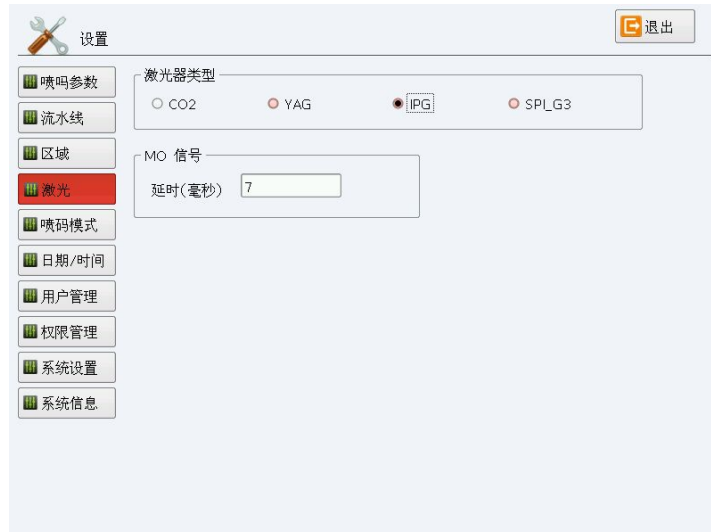 设置
退出
喷吗参数
流水线
区域
激光
喷码模式
日期/时间
用户管理
权限管理
系统设置
系统信息
激光器类型
CO2 YAG IPG SPI_G3
MO 信号
延时(毫秒) 7